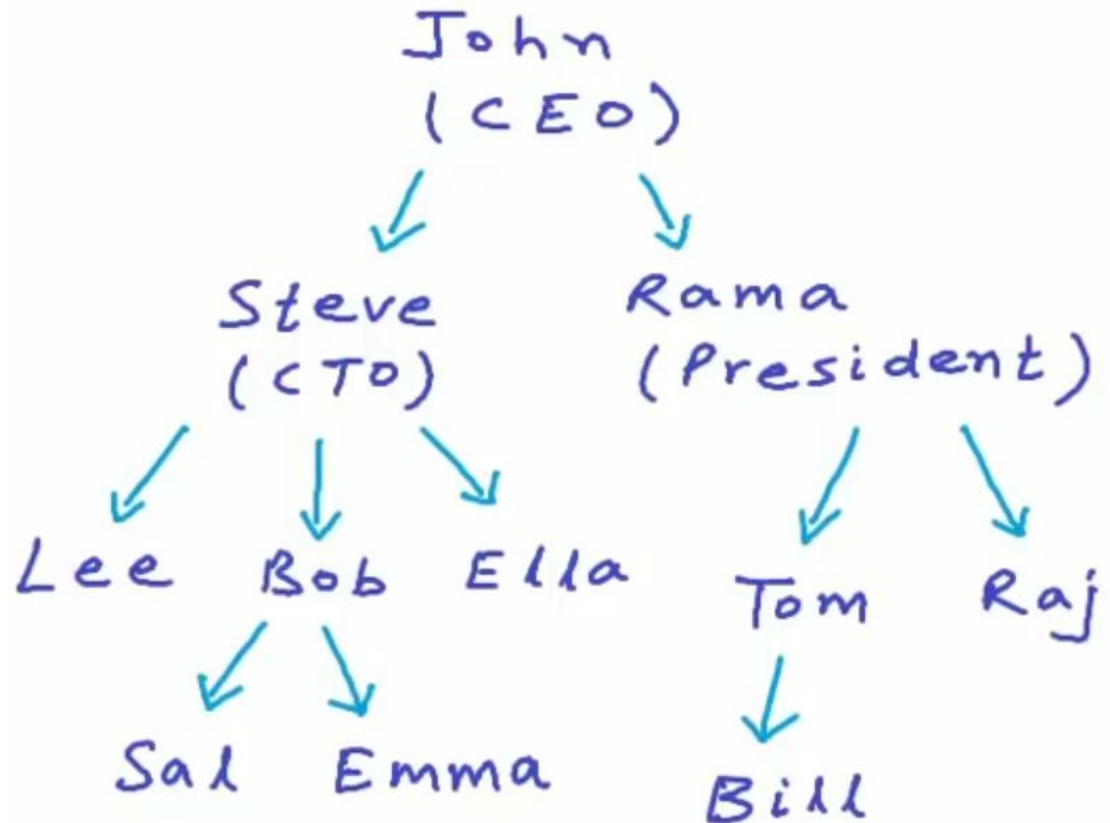 John
(CEO)
Steve Rama
(CTO) (President)
Lee Bob Ella
Tom Raj
Sal Emma
Bill